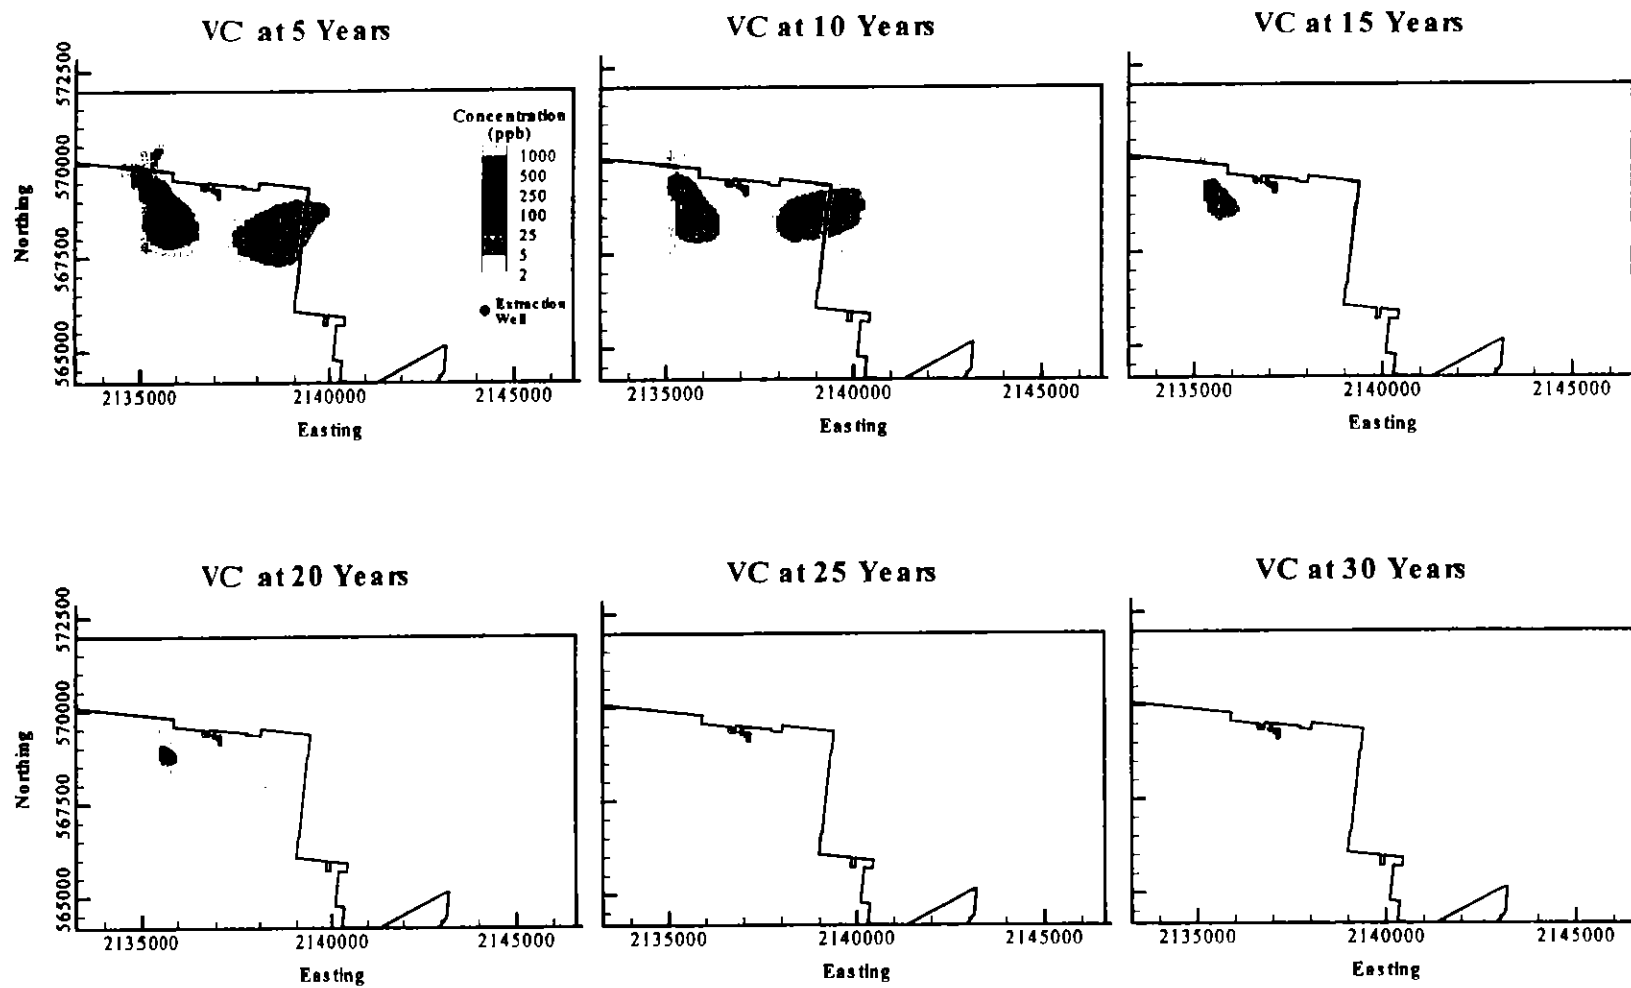 VC at 5 Years
VC at 10 Years
VC at 15 Years
Concentration
(ppb)
1000
500
250
100
25
5
2
Extraction
Well
Northing
572500
570000
567500
565000
2135000
2140000
2145000
Easting
2135000
2140000
2145000
Easting
2135000
2140000
2145000
Easting
VC at 20 Years
VC at 25 Years
VC at 30 Years
Northing
572500
570000
567500
565000
2135000
2140000
2145000
Easting
2135000
2140000
2145000
Easting
2135000
2140000
2145000
Easting